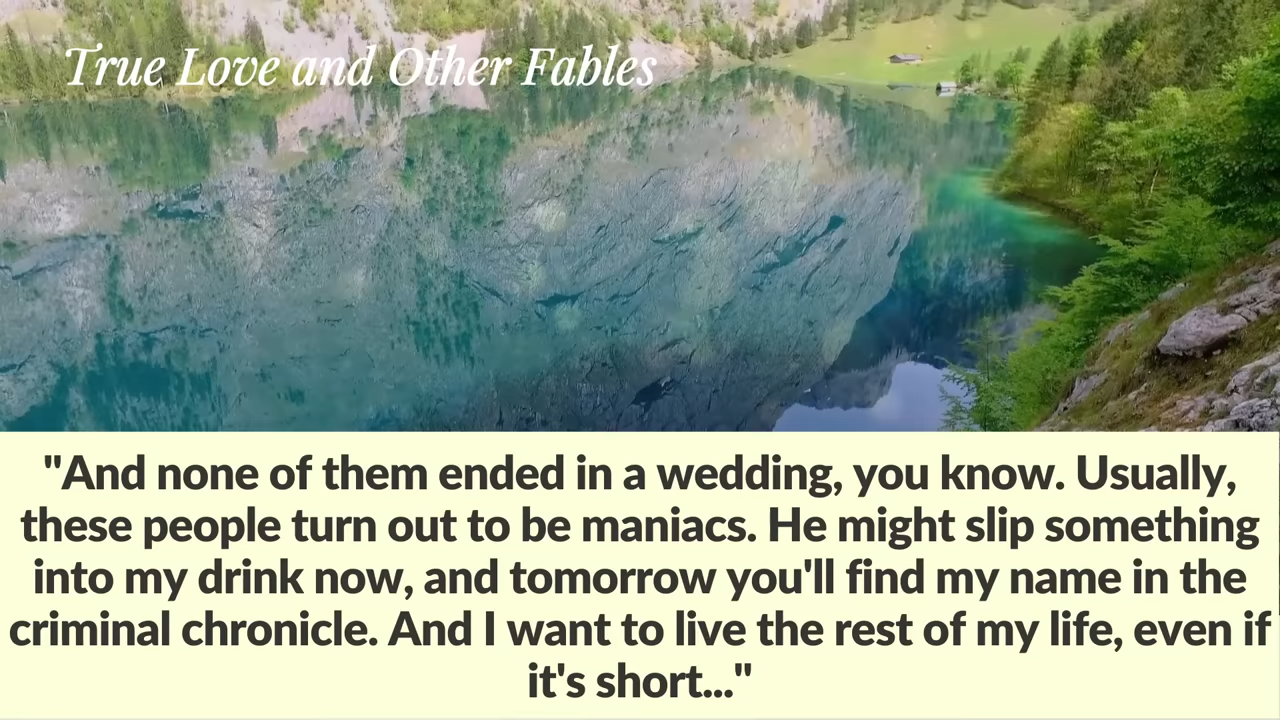 True Love and Other Fables
"And none of them ended in a wedding, you know. Usually,
these people turn out to be maniacs. He might slip something
into my drink now, and tomorrow you'll find my name in the
criminal chronicle. And I want to live the rest of my life, even if
it's short..."